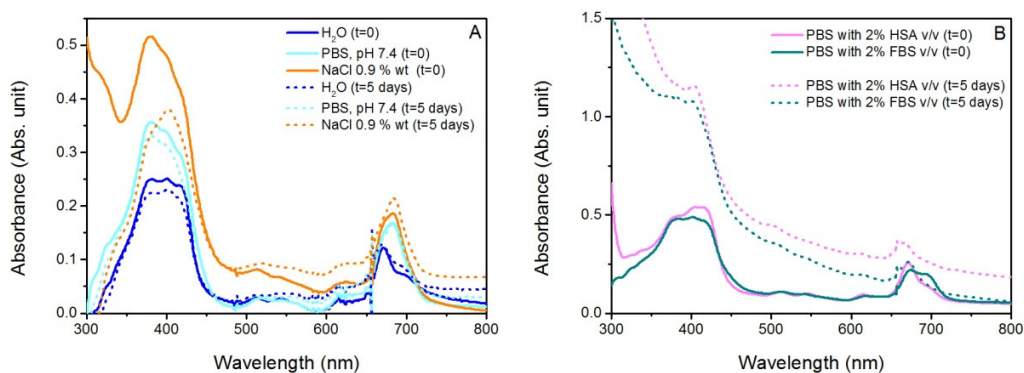 A
H₂O (t=0)
PBS, pH 7.4 (t=0)
NaCl 0.9 % wt (t=0)
H₂O (t=5 days)
PBS, pH 7.4 (t=5 days)
NaCl 0.9 % wt (t=5 days)
0.5
0.4
0.3
0.2
0.1
0.0
300 400 500 600 700 800
Absorbance (Abs. unit)
Wavelength (nm)
B
PBS with 2% HSA v/v (t=0)
PBS with 2% FBS v/v (t=0)
PBS with 2% HSA v/v (t=5 days)
PBS with 2% FBS v/v (t=5 days)
1.5
1.0
0.5
0.0
300 400 500 600 700 800
Absorbance (Abs. unit)
Wavelength (nm)